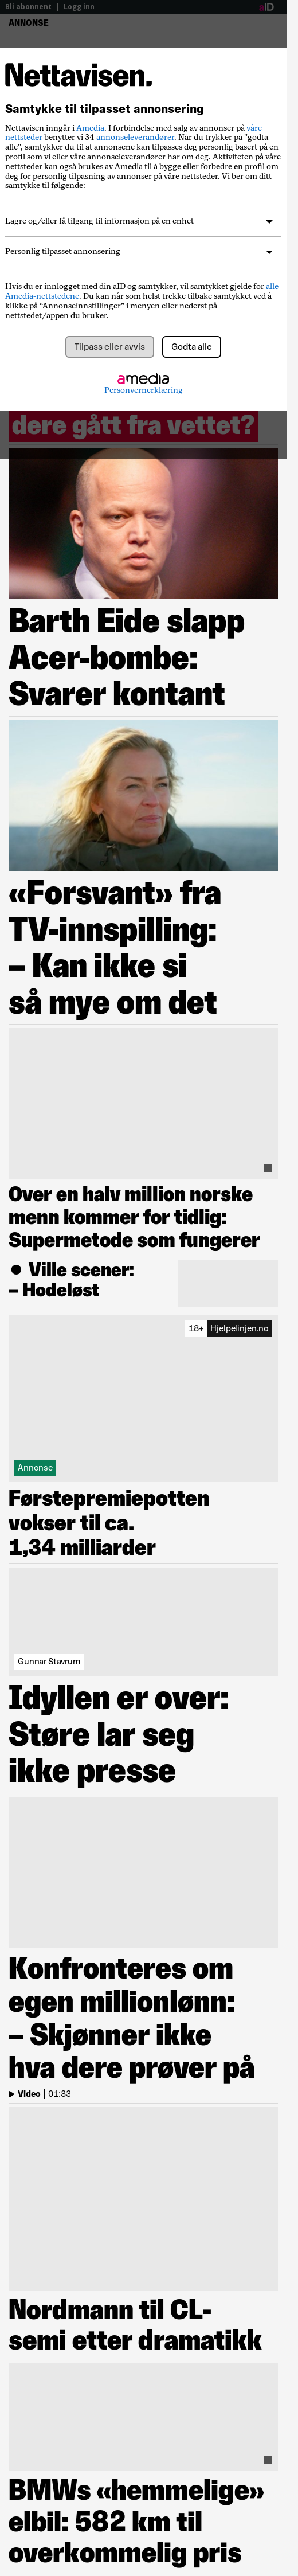 Bli abonnent | Logg inn
aID
ANNONSE
Nettavisen.
Samtykke til tilpasset annonsering
Nettavisen inngår i Amedia. I forbindelse med salg av annonser på våre
nettsteder benytter vi 34 annonseleverandører. Når du trykker på "godta
alle", samtykker du til at annonsene kan tilpasses deg personlig basert på en
profil som vi eller våre annonseleverandører har om deg. Aktiviteten på våre
nettsteder kan også brukes av Amedia til å bygge eller forbedre en profil om
deg for personlig tilpasning av annonser på våre nettsteder. Vi ber om ditt
samtykke til følgende:
Lagre og/eller få tilgang til informasjon på en enhet
Personlig tilpasset annonsering
Hvis du er innlogget med din aID og samtykker, vil samtykket gjelde for alle
Amedia-nettstedene. Du kan når som helst trekke tilbake samtykket ved å
klikke på “Annonseinnstillinger” i menyen eller nederst på
nettstedet/appen du bruker.
Tilpass eller avvis
Godta alle
amedia
Personvernerklæring
dere gått fra vettet?
Barth Eide slapp
Acer-bombe:
Svarer kontant
«Forsvant» fra
TV-innspilling:
– Kan ikke si
så mye om det
Over en halv million norske
menn kommer for tidlig:
Supermetode som fungerer
Ville scener:
– Hodeløst
18+ Hjelpelinjen.no
Annonse
Førstepremiepotten
vokser til ca.
1,34 milliarder
Gunnar Stavrum
Idyllen er over:
Støre lar seg
ikke presse
Konfronteres om
egen millionlønn:
– Skjønner ikke
hva dere prøver på
Video | 01:33
Nordmann til CL-
semi etter dramatikk
BMWs «hemmelige»
elbil: 582 km til
overkommelig pris